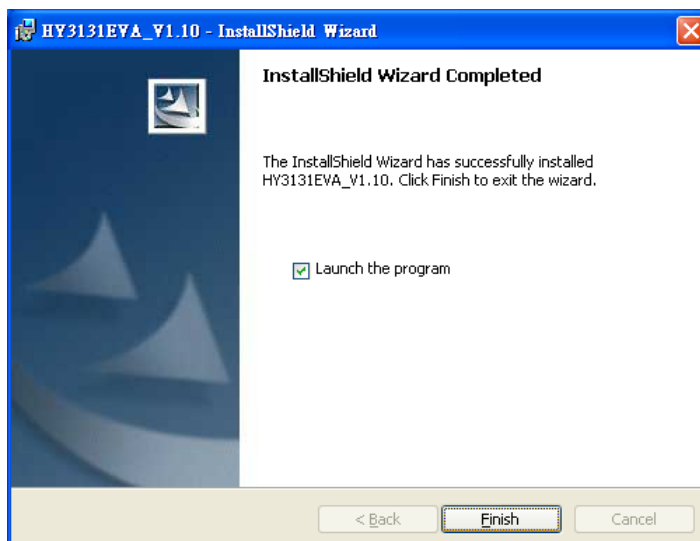 HY3131EVA_V1.10 - InstallShield Wizard
InstallShield Wizard Completed
The InstallShield Wizard has successfully installed
HY3131EVA_V1.10. Click Finish to exit the wizard.
Launch the program
< Back
Finish
Cancel